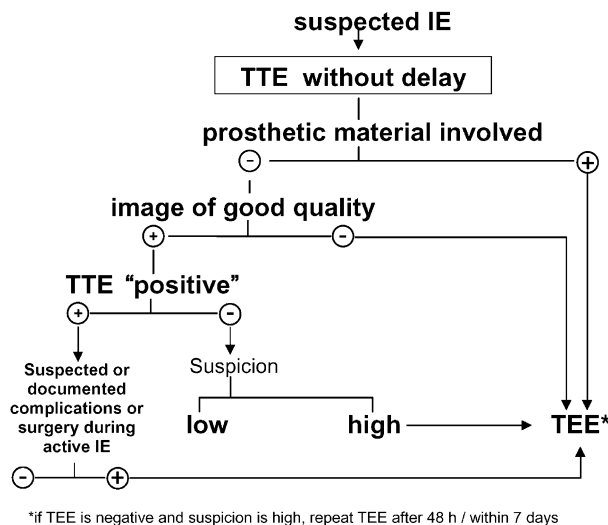 suspected IE
TTE without delay
prosthetic material involved
- +
image of good quality
+ -
TTE “positive”
+ -
Suspected or
documented
complications or
surgery during
active IE
Suspicion
low high TEE*
- +
*if TEE is negative and suspicion is high, repeat TEE after 48 h / within 7 days